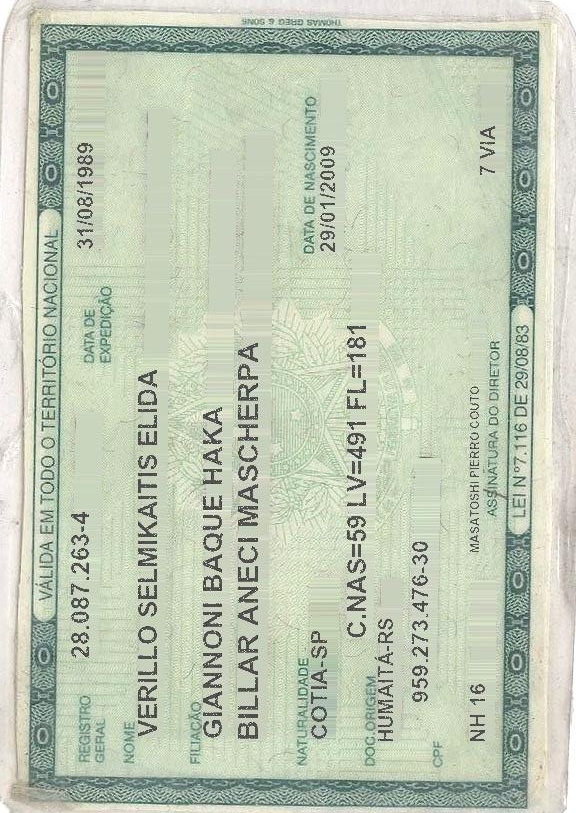 THOMAS GREG & SONS
VÁLIDA EM TODO O TERRITÓRIO NACIONAL
REGISTRO GERAL 28.087.263-4 DATA DE EXPEDIÇÃO 31/08/1989
NOME
VERILLO SELMIKAITIS ELIDA
FILIAÇÃO
GIANNONI BAQUE HAKA
BILLAR ANECI MASCHERPA
NATURALIDADE DATA DE NASCIMENTO
COTIA-SP 29/01/2009
DOC.ORIGEM C.NAS=59 LV=491 FL=181
HUMAITÁ-RS
CPF 959.273.476-30
NH 16 MASATOSHI PIERRO COUTO 7 VIA
ASSINATURA DO DIRETOR
LEI Nº7.116 DE 29/08/83